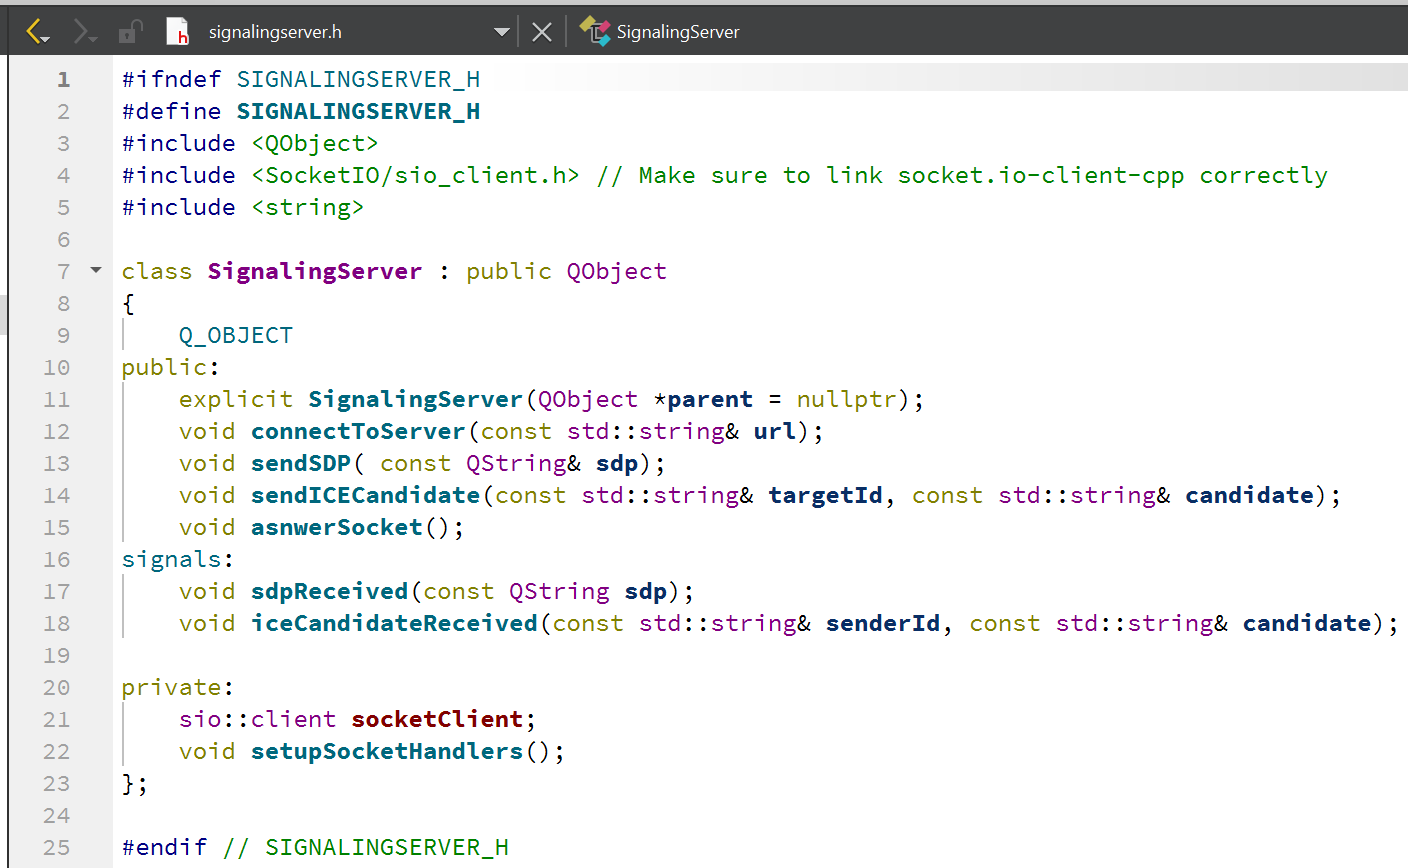 signalingserver.h SignalingServer
1 #ifndef SIGNALINGSERVER_H
2 #define SIGNALINGSERVER_H
3 #include <QObject>
4 #include <SocketIO/sio_client.h> // Make sure to link socket.io-client-cpp correctly
5 #include <string>
6
7 class SignalingServer : public QObject
8 {
9     Q_OBJECT
10 public:
11     explicit SignalingServer(QObject *parent = nullptr);
12     void connectToServer(const std::string& url);
13     void sendSDP( const QString& sdp);
14     void sendICECandidate(const std::string& targetId, const std::string& candidate);
15     void asnwerSocket();
16 signals:
17     void sdpReceived(const QString sdp);
18     void iceCandidateReceived(const std::string& senderId, const std::string& candidate);
19
20 private:
21     sio::client socketClient;
22     void setupSocketHandlers();
23 };
24
25 #endif // SIGNALINGSERVER_H